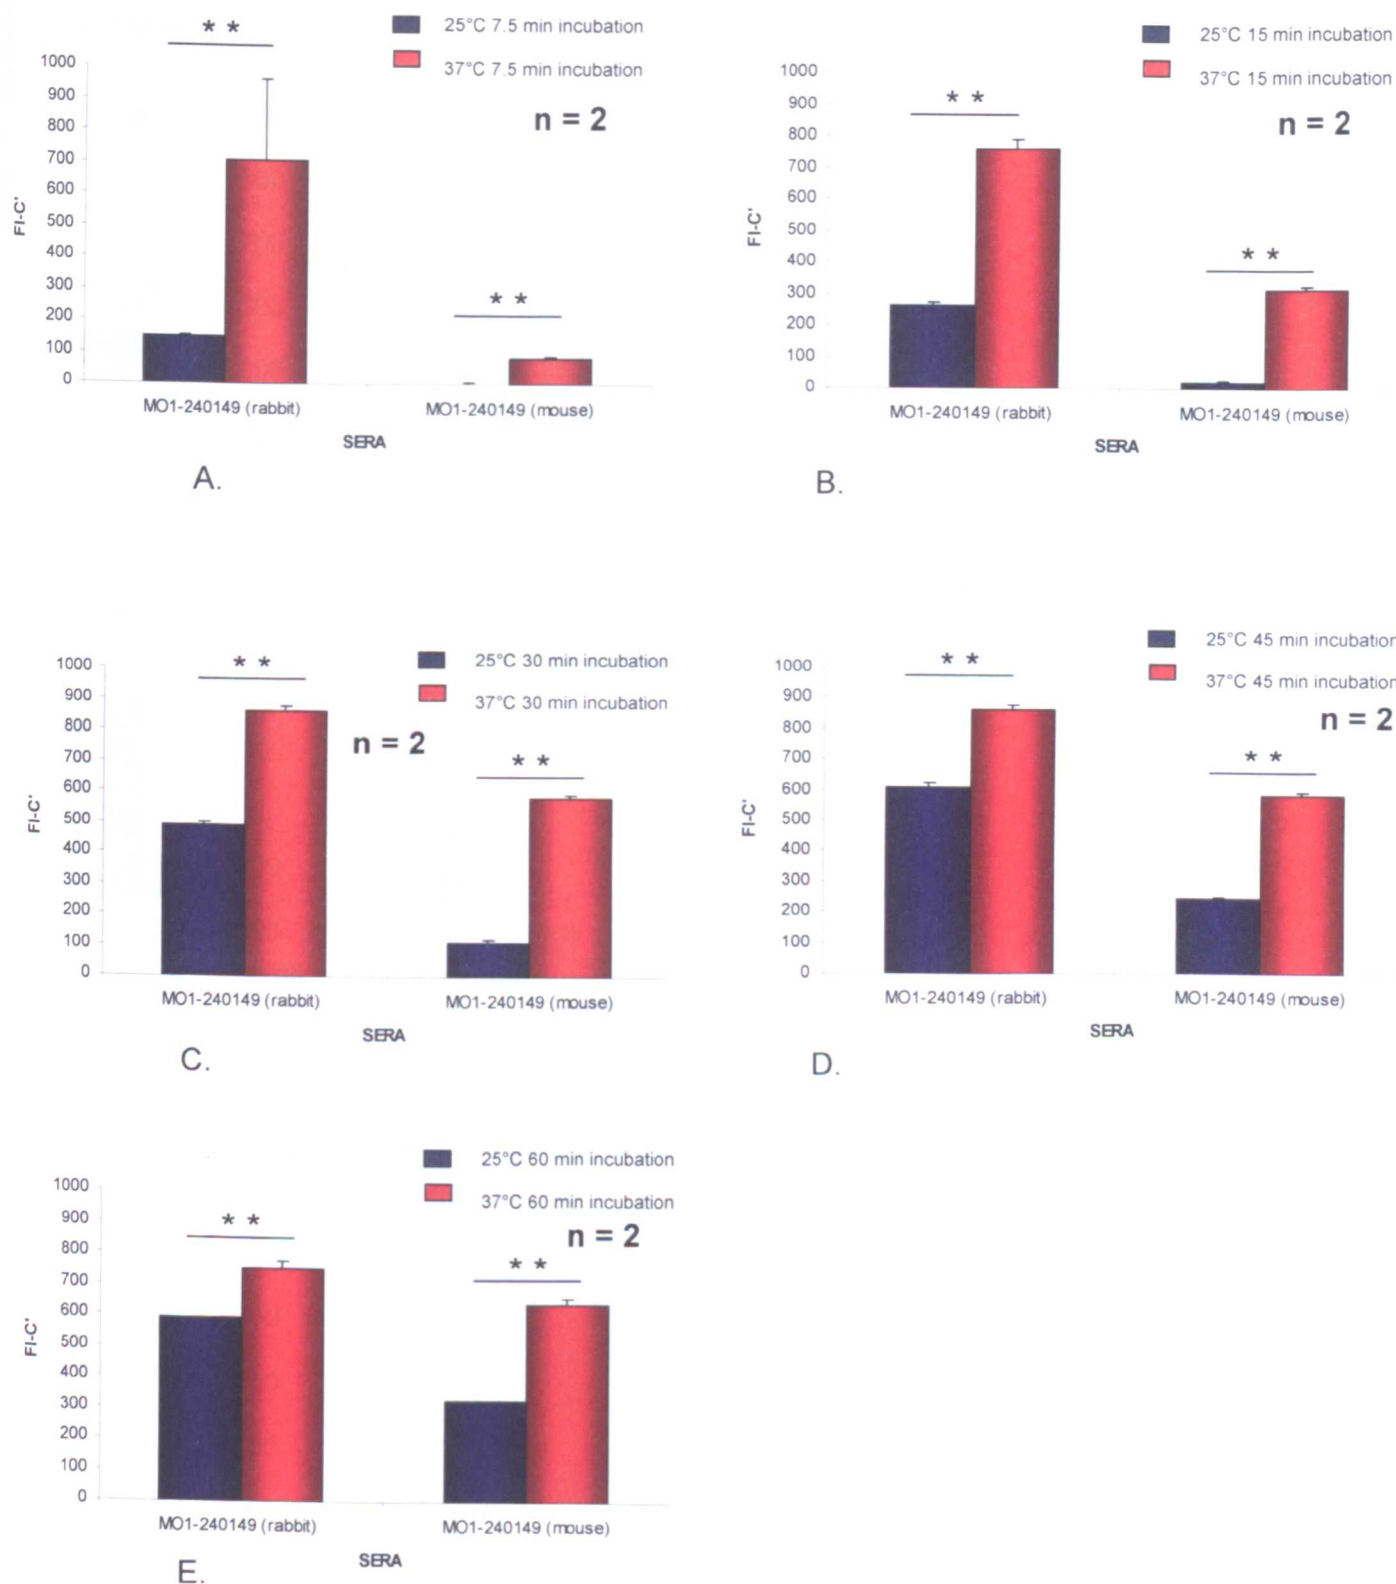 * *
25°C 7.5 min incubation
37°C 7.5 min incubation
n = 2
1000
900
800
700
600
500
400
300
200
100
0
FI-C'
* *
MO1-240149 (rabbit)
MO1-240149 (mouse)
SERA
A.
25°C 15 min incubation
37°C 15 min incubation
n = 2
1000
900
800
700
600
500
400
300
200
100
0
FI-C'
* *
* *
MO1-240149 (rabbit)
MO1-240149 (mouse)
SERA
B.
25°C 30 min incubation
37°C 30 min incubation
n = 2
1000
900
800
700
600
500
400
300
200
100
0
FI-C'
* *
* *
MO1-240149 (rabbit)
MO1-240149 (mouse)
SERA
C.
25°C 45 min incubation
37°C 45 min incubation
n = 2
1000
900
800
700
600
500
400
300
200
100
0
FI-C'
* *
* *
MO1-240149 (rabbit)
MO1-240149 (mouse)
SERA
D.
25°C 60 min incubation
37°C 60 min incubation
n = 2
1000
900
800
700
600
500
400
300
200
100
0
FI-C'
* *
* *
MO1-240149 (rabbit)
MO1-240149 (mouse)
SERA
E.